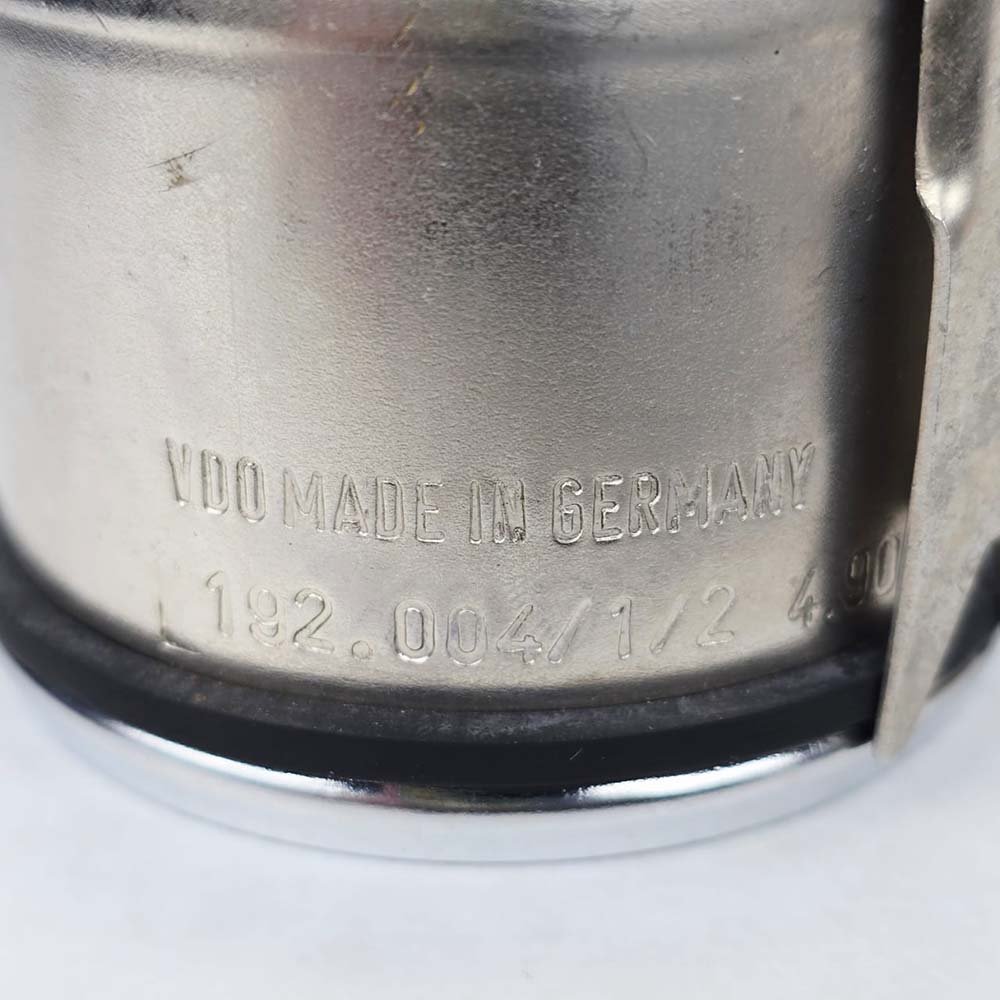 VDO MADE IN GERMANY
L 192.004/1/2 4.90